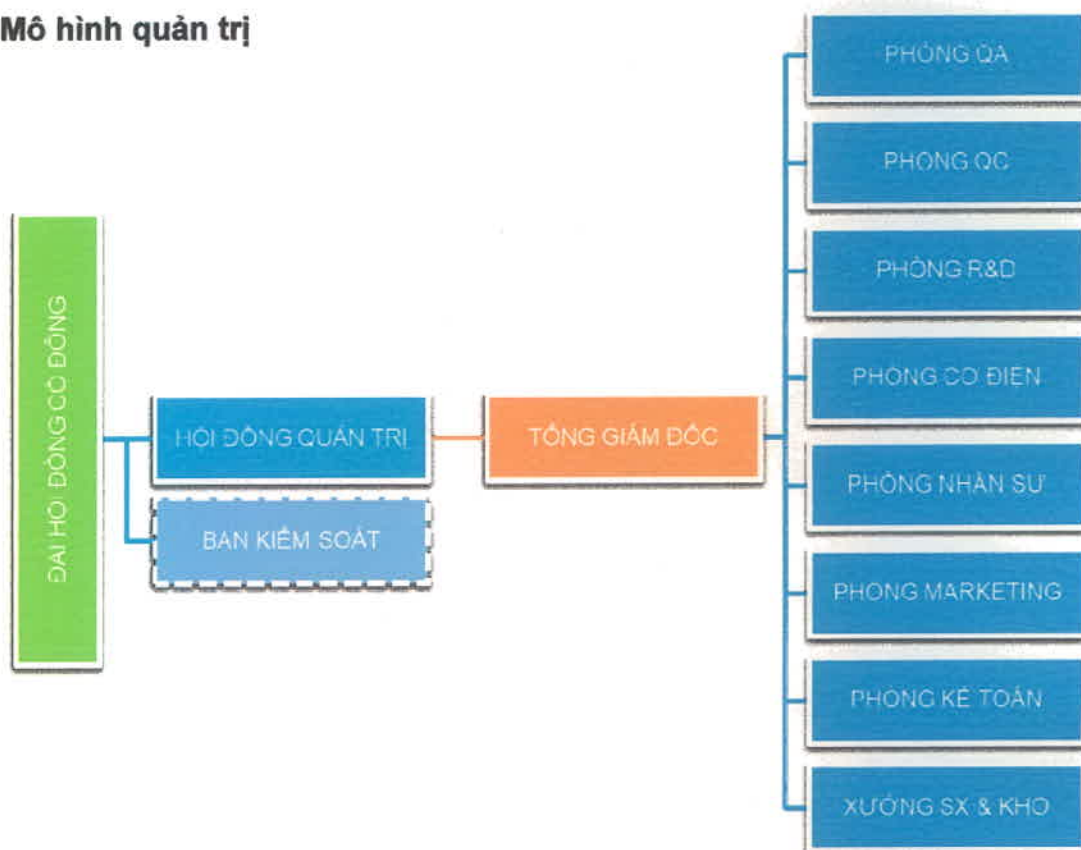 Mô hình quản trị
ĐẠI HỘI ĐỒNG CỔ ĐÔNG
HỘI ĐỒNG QUẢN TRỊ
BAN KIỂM SOÁT
TỔNG GIÁM ĐỐC
PHÒNG QA
PHÒNG QC
PHÒNG R&D
PHÒNG CƠ ĐIỆN
PHÒNG NHÂN SỰ
PHÒNG MARKETING
PHÒNG KẾ TOÁN
XƯỞNG SX & KHO